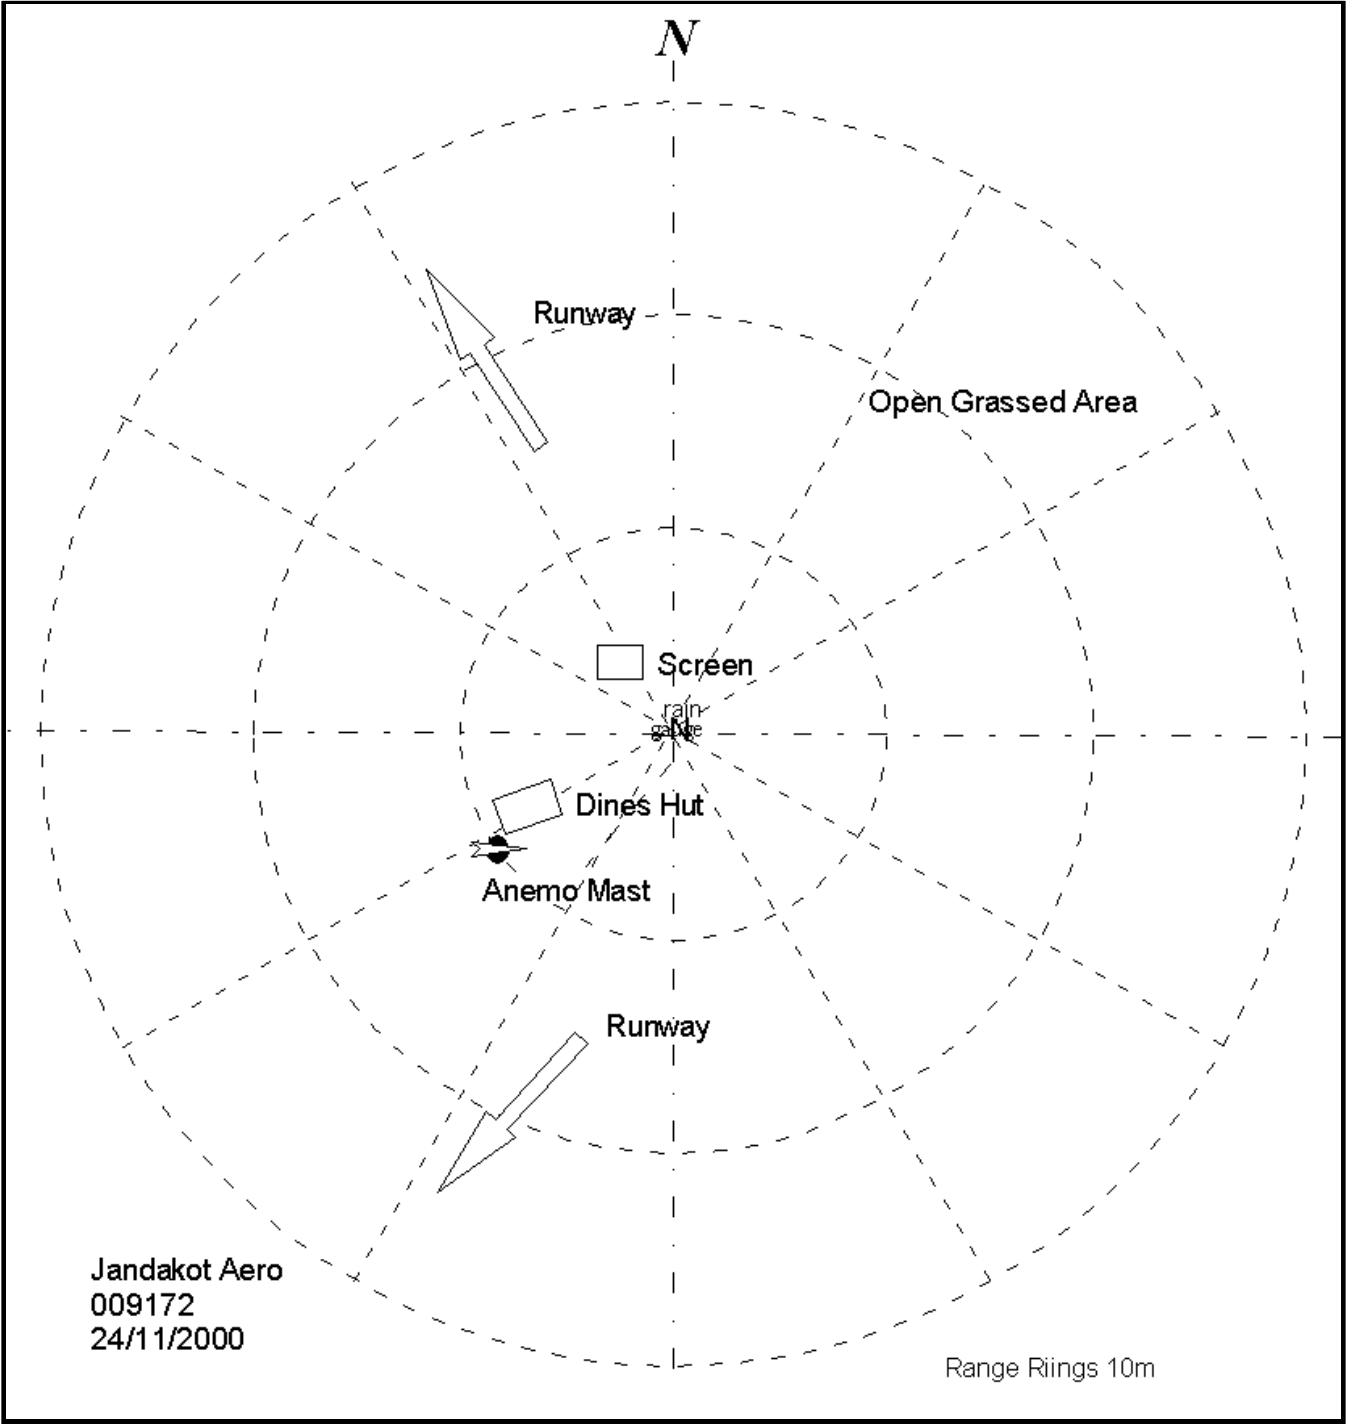 N
Runway
Open Grassed Area
Screen
rain
gauge
N
Dines Hut
Anemo Mast
Runway
Jandakot Aero
009172
24/11/2000
Range Riings 10m